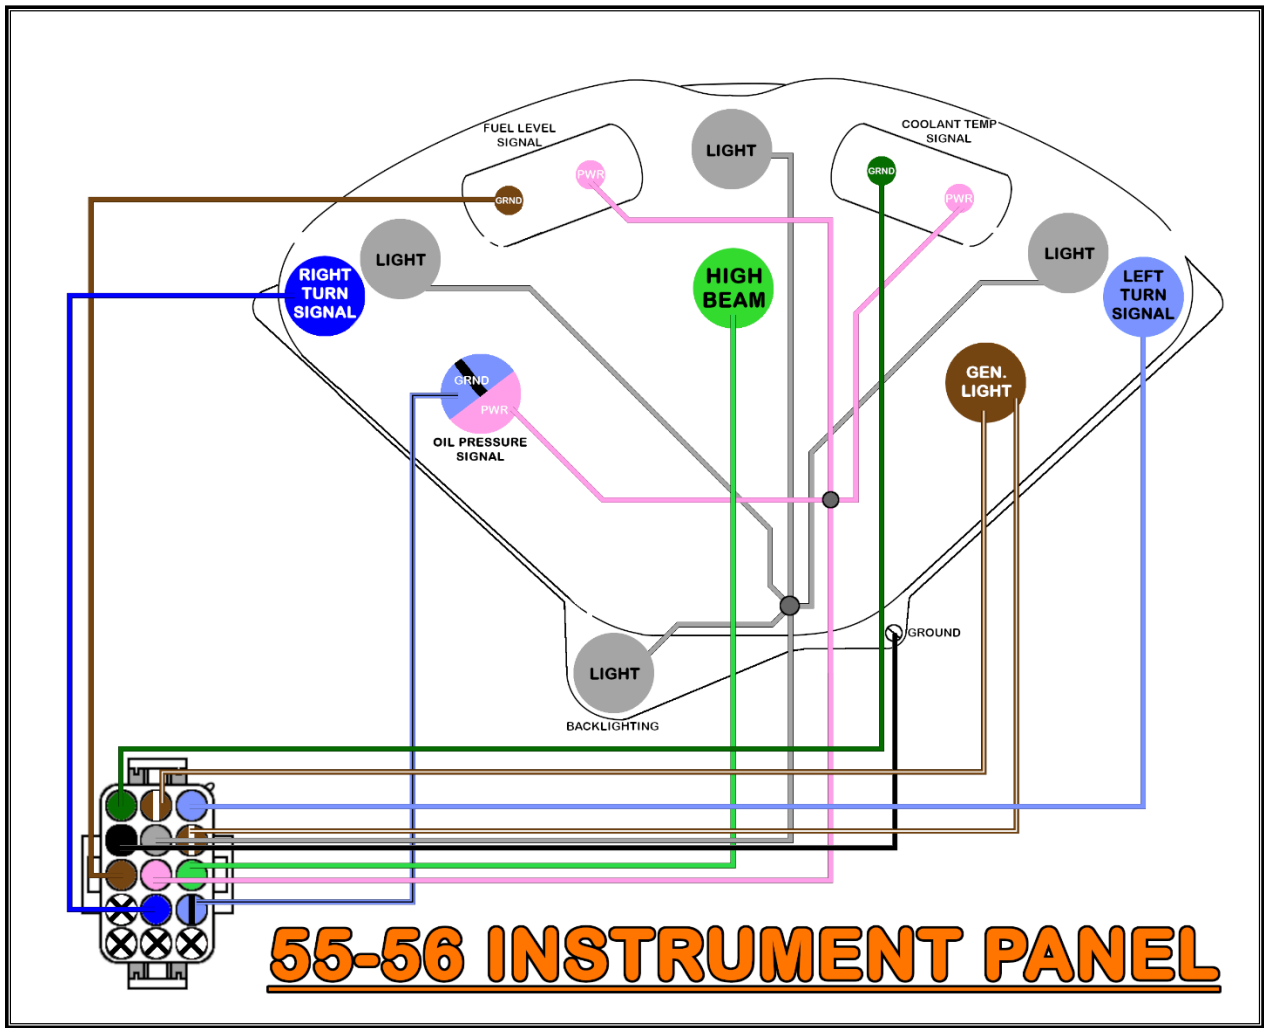 FUEL LEVEL
SIGNAL
COOLANT TEMP
SIGNAL
LIGHT
PWR
GRND
GRND
PWR
LIGHT
LIGHT
RIGHT
TURN
SIGNAL
HIGH
BEAM
LEFT
TURN
SIGNAL
GRND
PWR
GEN.
LIGHT
OIL PRESSURE
SIGNAL
GROUND
LIGHT
BACKLIGHTING
55-56 INSTRUMENT PANEL